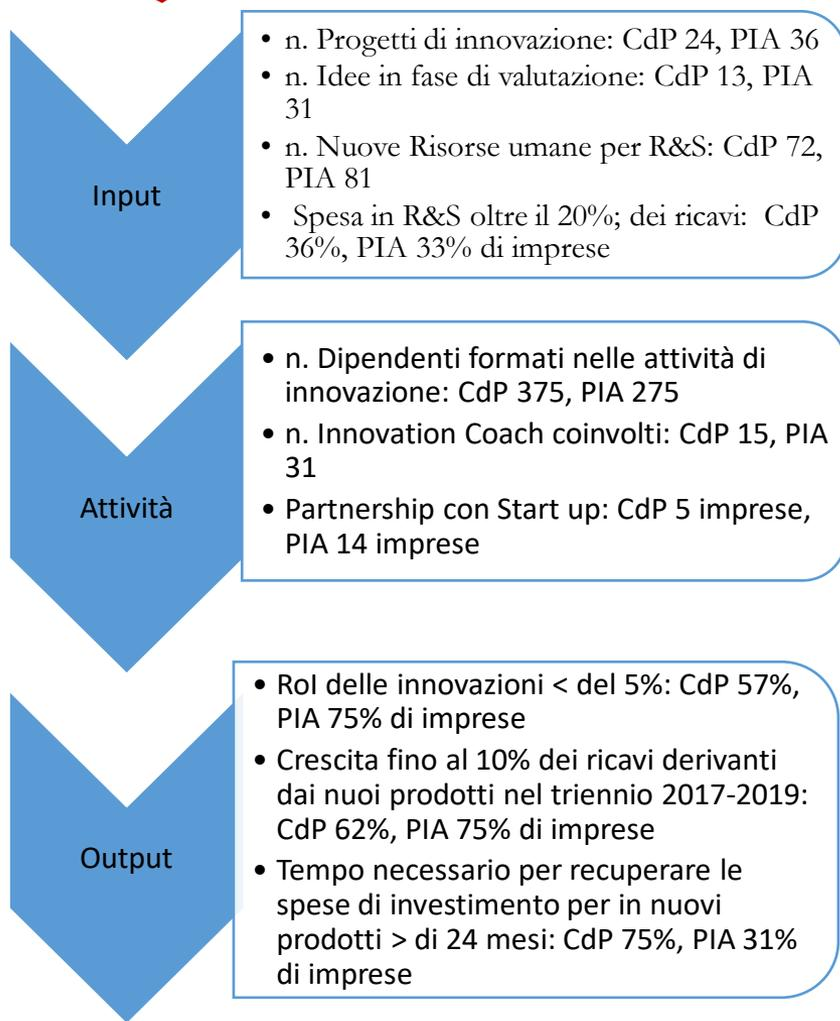 Input
• n. Progetti di innovazione: CdP 24, PIA 36
• n. Idee in fase di valutazione: CdP 13, PIA
31
• n. Nuove Risorse umane per R&S: CdP 72,
PIA 81
• Spesa in R&S oltre il 20%; dei ricavi: CdP
36%, PIA 33% di imprese
Attività
• n. Dipendenti formati nelle attività di
innovazione: CdP 375, PIA 275
• n. Innovation Coach coinvolti: CdP 15, PIA
31
• Partnership con Start up: CdP 5 imprese,
PIA 14 imprese
Output
• RoI delle innovazioni < del 5%: CdP 57%,
PIA 75% di imprese
• Crescita fino al 10% dei ricavi derivanti
dai nuoi prodotti nel triennio 2017-2019:
CdP 62%, PIA 75% di imprese
• Tempo necessario per recuperare le
spese di investimento per in nuovi
prodotti > di 24 mesi: CdP 75%, PIA 31%
di imprese